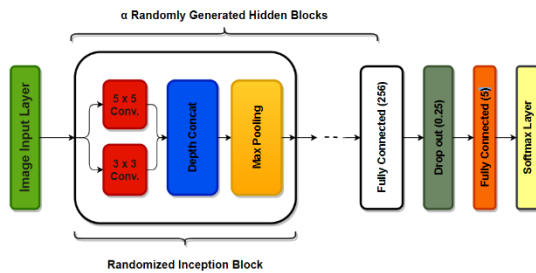 α Randomly Generated Hidden Blocks
Image Input Layer
5 x 5
Conv.
3 x 3
Conv.
Depth Concat
Max Pooling
Fully Connected (256)
Drop out (0.25)
Fully Connected (5)
Softmax Layer
Randomized Inception Block